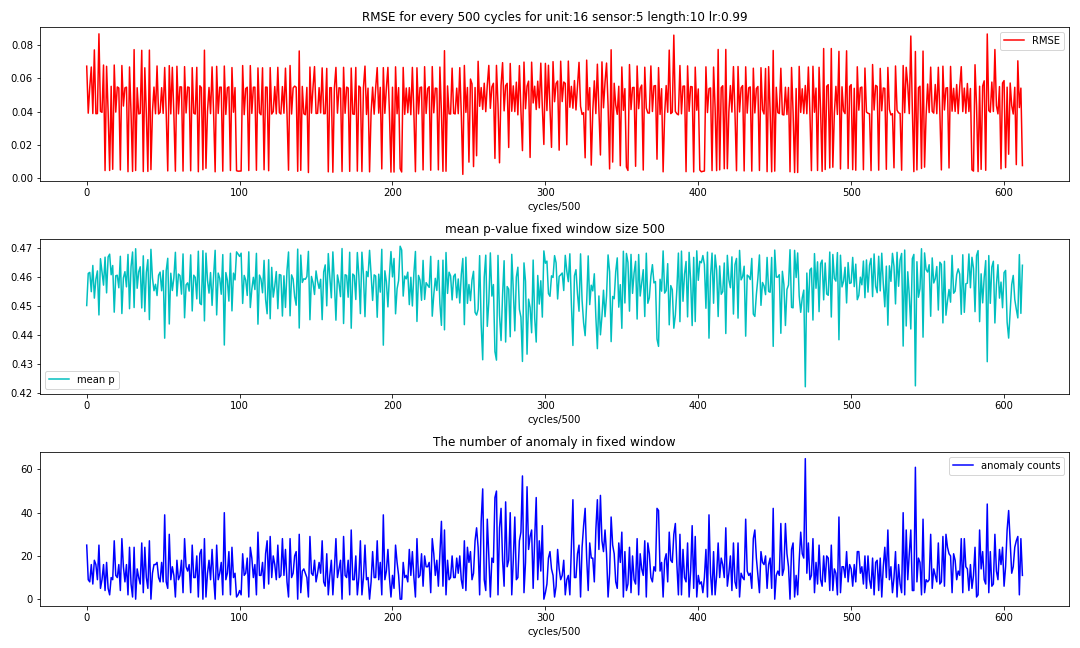 RMSE for every 500 cycles for unit:16 sensor:5 length:10 lr:0.99
0.08
0.06
0.04
0.02
0.00
RMSE
0 100 200 300 400 500 600
cycles/500
mean p-value fixed window size 500
0.47
0.46
0.45
0.44
0.43
0.42
mean p
0 100 200 300 400 500 600
cycles/500
The number of anomaly in fixed window
60
40
20
0
anomaly counts
0 100 200 300 400 500 600
cycles/500